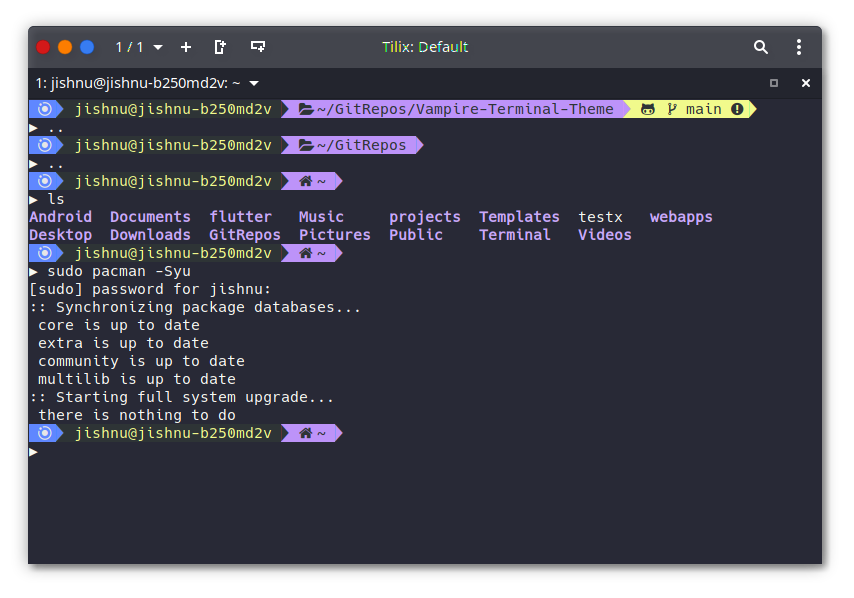 1 / 1
Tilix: Default
1: jishnu@jishnu-b250md2v: ~
jishnu@jishnu-b250md2v ~/GitRepos/Vampire-Terminal-Theme main
▶ ..
jishnu@jishnu-b250md2v ~/GitRepos
▶ ..
jishnu@jishnu-b250md2v ~
▶ ls
Android Documents flutter Music projects Templates testx webapps
Desktop Downloads GitRepos Pictures Public Terminal Videos
jishnu@jishnu-b250md2v ~
▶ sudo pacman -Syu
[sudo] password for jishnu:
:: Synchronizing package databases...
core is up to date
extra is up to date
community is up to date
multilib is up to date
:: Starting full system upgrade...
there is nothing to do
jishnu@jishnu-b250md2v ~
▶